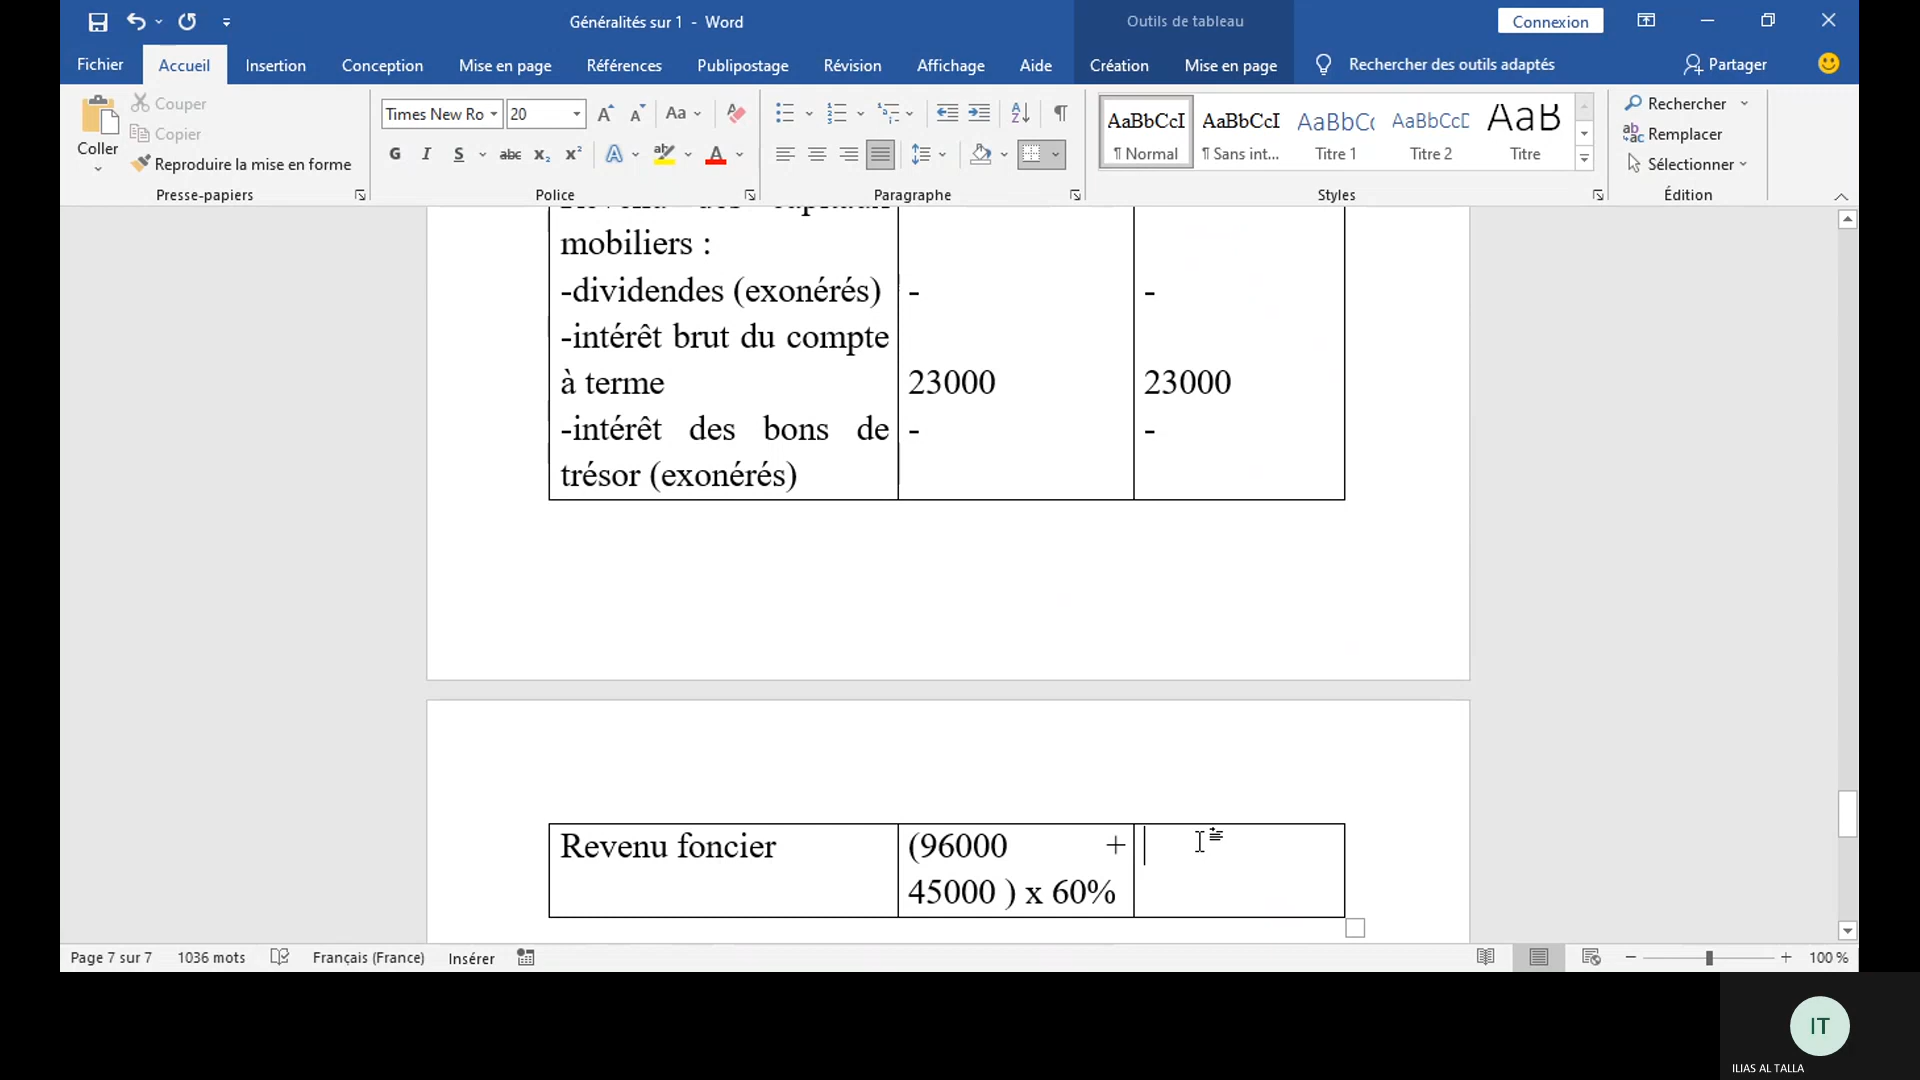 Généralités sur 1 - Word
Outils de tableau
Connexion
Fichier
Accueil
Insertion
Conception
Mise en page
Références
Publipostage
Révision
Affichage
Aide
Création
Mise en page
Rechercher des outils adaptés
Partager
Coller
Couper
Copier
Reproduire la mise en forme
Presse-papiers
Times New Ro
20
Aa
G I S abc x₂ x² A A
Police
Paragraphe
AaBbCcI
¶ Normal
AaBbCcI
¶ Sans int...
AaBbCc
Titre 1
AaBbCcD
Titre 2
AaB
Titre
Styles
Rechercher
Remplacer
Sélectionner
Édition
mobiliers :
-dividendes (exonérés) - -
-intérêt brut du compte
à terme 23000 23000
-intérêt des bons de - -
trésor (exonérés)
Revenu foncier (96000 +
45000 ) x 60%
Page 7 sur 7 1036 mots Français (France) Insérer 100 %
IT
ILIAS AL TALLA